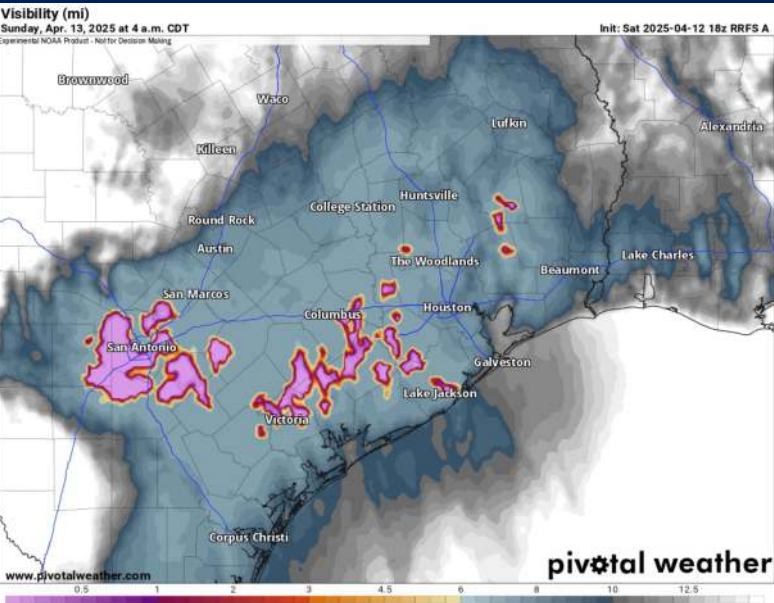 Visibility (mi)
Sunday, Apr. 13, 2025 at 4 a.m. CDT
Init: Sat 2025-04-12 18z RRFS A
Experimental NOAA Product - Not for Decision Making
Brownwood
Waco
Lufkin
Alexandria
Killeen
Huntsville
College Station
Round Rock
Austin
The Woodlands
Lake Charles
Beaumont
San Marcos
Columbus
Houston
San Antonio
Galveston
Lake Jackson
Victoria
Corpus Christi
pivotal weather
www.pivotalweather.com
0.5 1 2 3 4.5 6 8 10 12.5